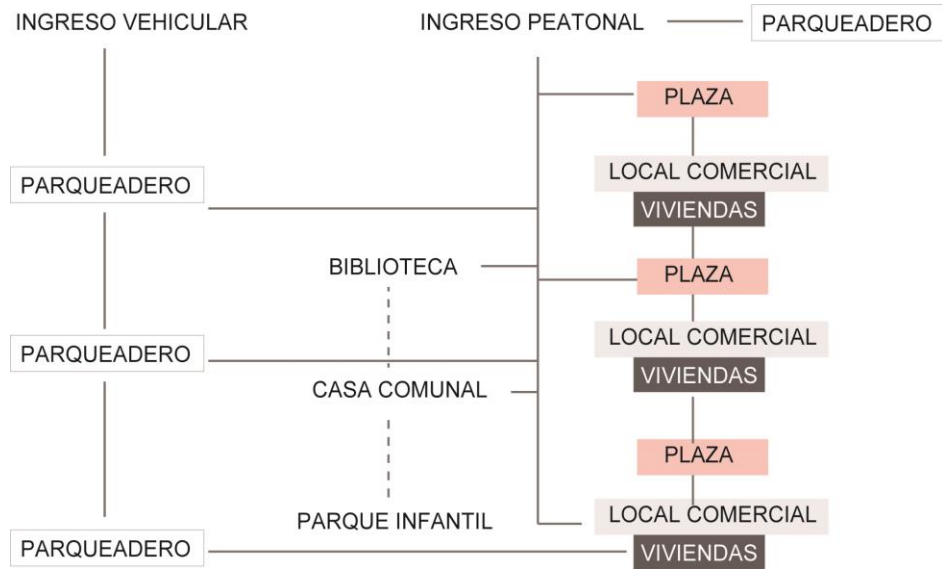 INGRESO VEHICULAR
INGRESO PEATONAL
PARQUEADERO
PLAZA
PARQUEADERO
LOCAL COMERCIAL
VIVIENDAS
BIBLIOTECA
PLAZA
PARQUEADERO
LOCAL COMERCIAL
VIVIENDAS
CASA COMUNAL
PLAZA
PARQUE INFANTIL
LOCAL COMERCIAL
PARQUEADERO
VIVIENDAS